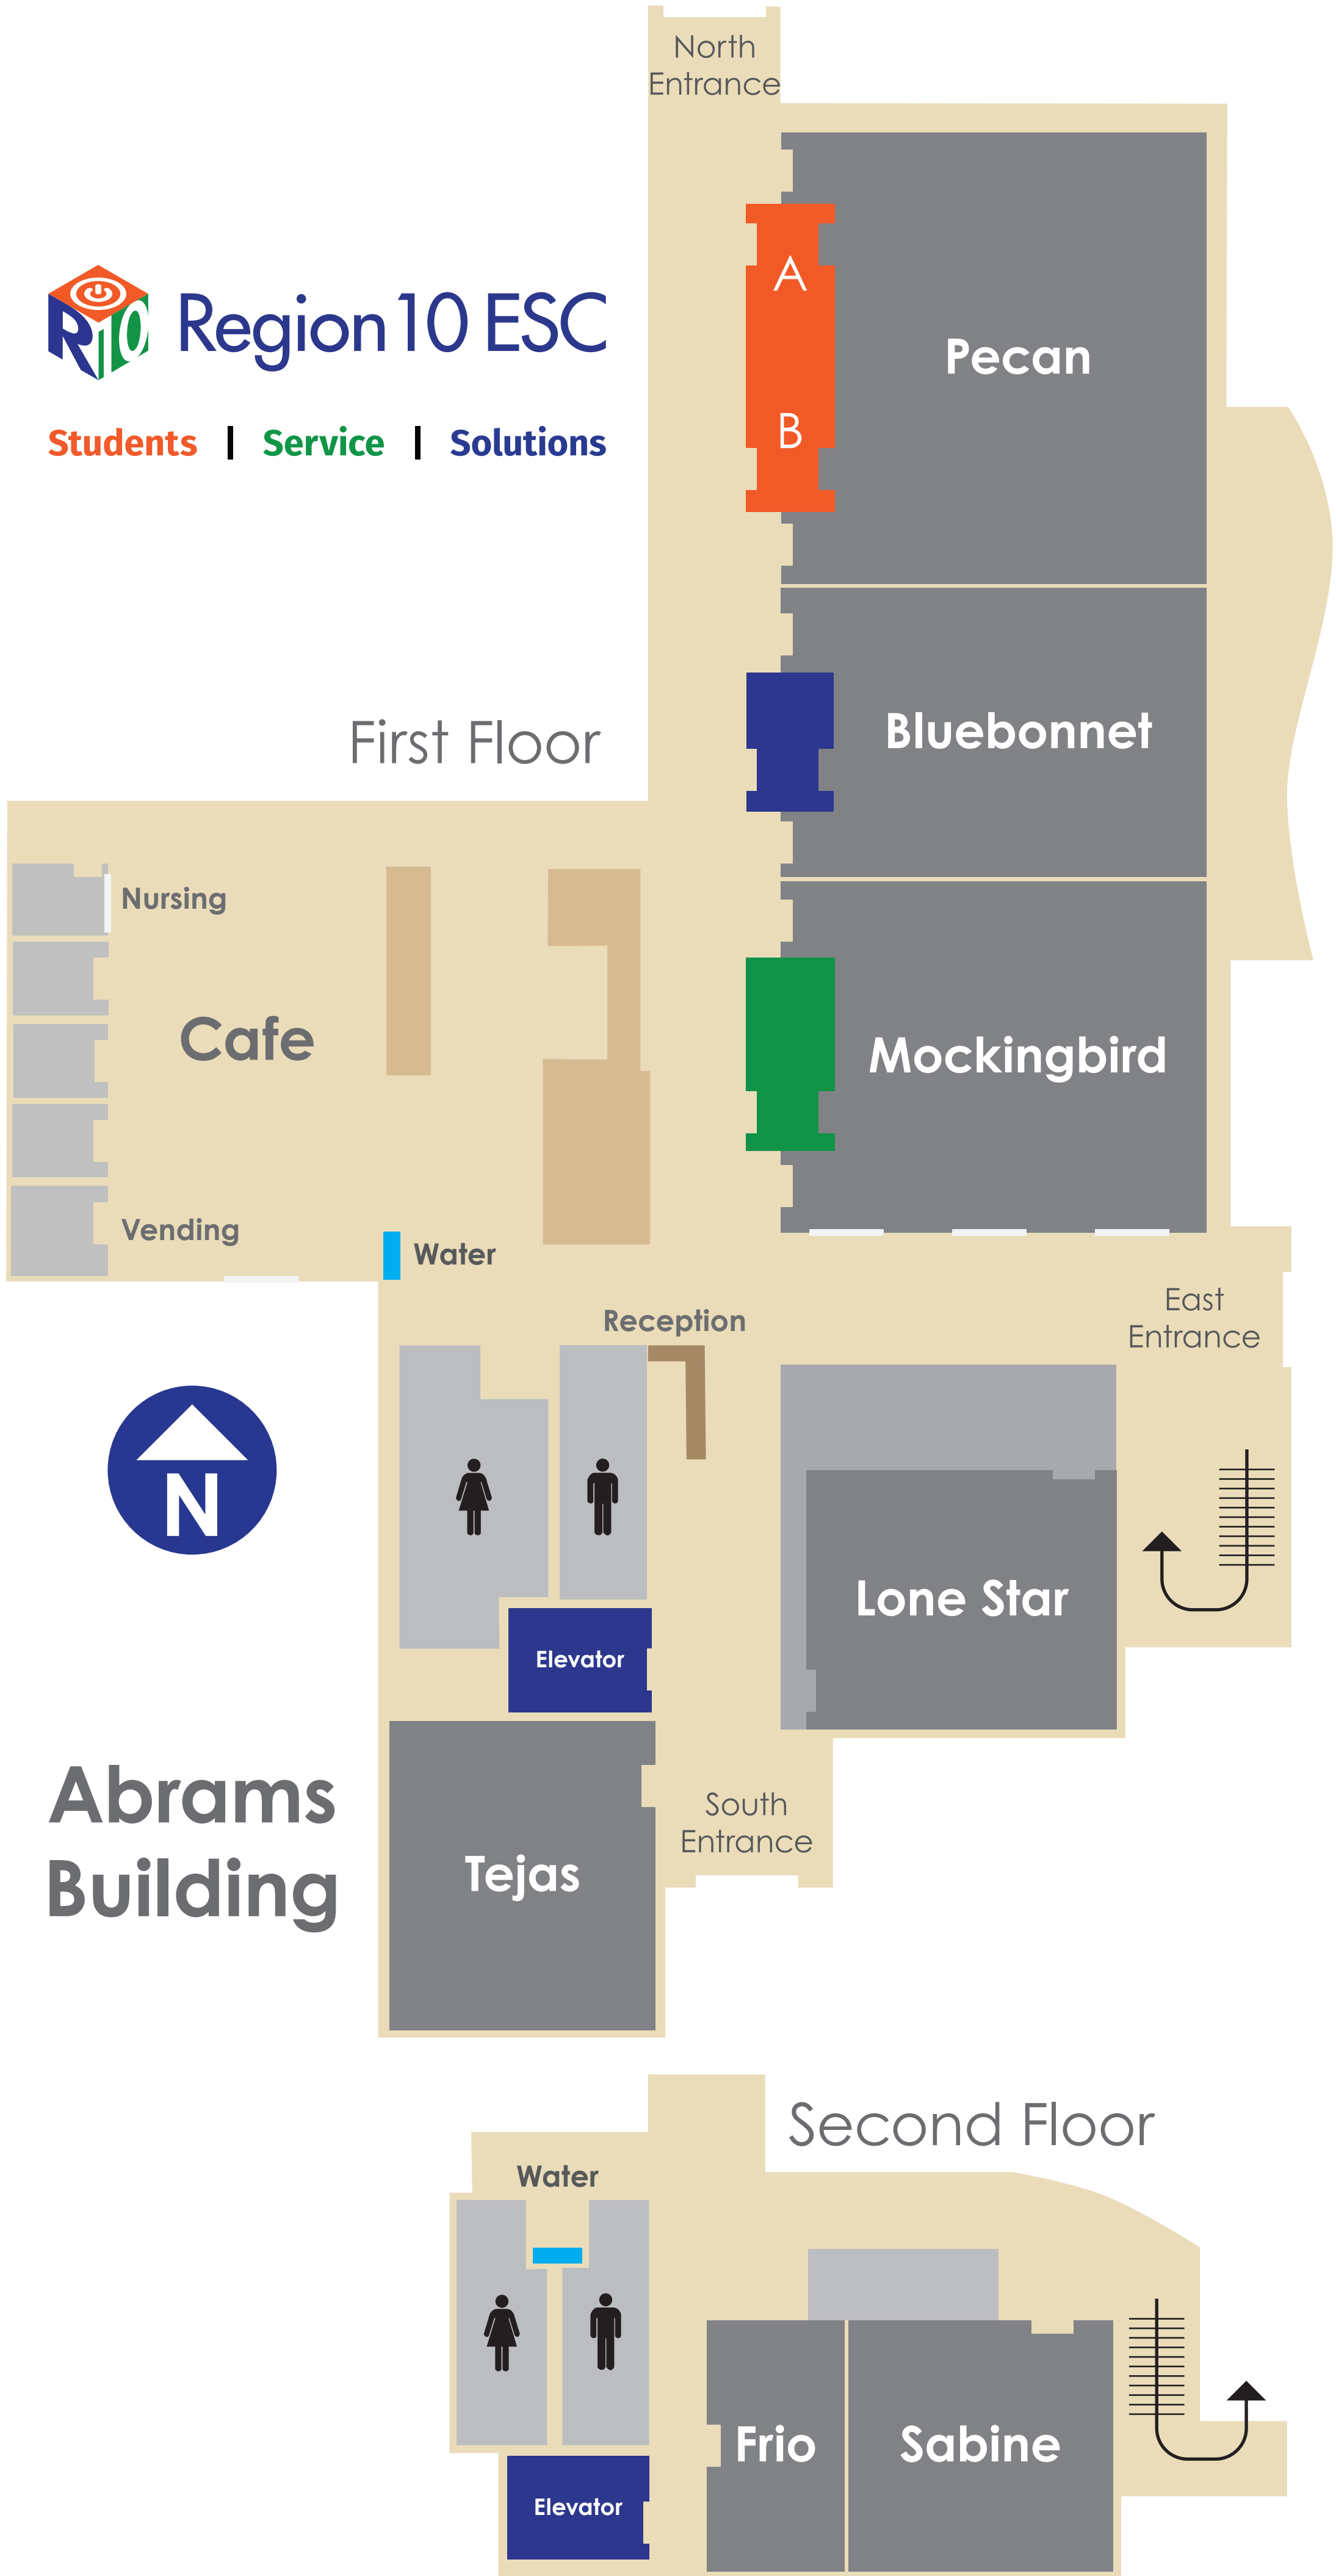 North
Entrance
A
R10 Region 10 ESC
Pecan
B
Students | Service | Solutions
Bluebonnet
First Floor
Nursing
Cafe
Mockingbird
Vending
Water
East
Entrance
Reception
N
Lone Star
Elevator
Abrams
Building
South
Entrance
Tejas
Second Floor
Water
Frio
Sabine
Elevator